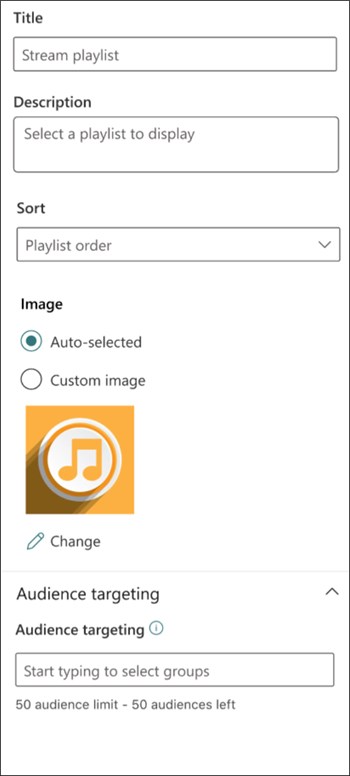 Title
Stream playlist
Description
Select a playlist to display
Sort
Playlist order
Image
Auto-selected
Custom image
Change
Audience targeting
Audience targeting
Start typing to select groups
50 audience limit - 50 audiences left